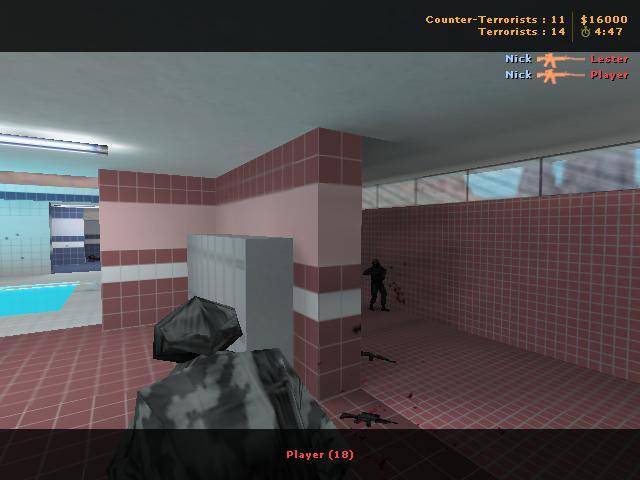 Counter-Terrorists : 11 $16000
Terrorists : 14 4:47
Nick Lester
Nick Player
Player (18)